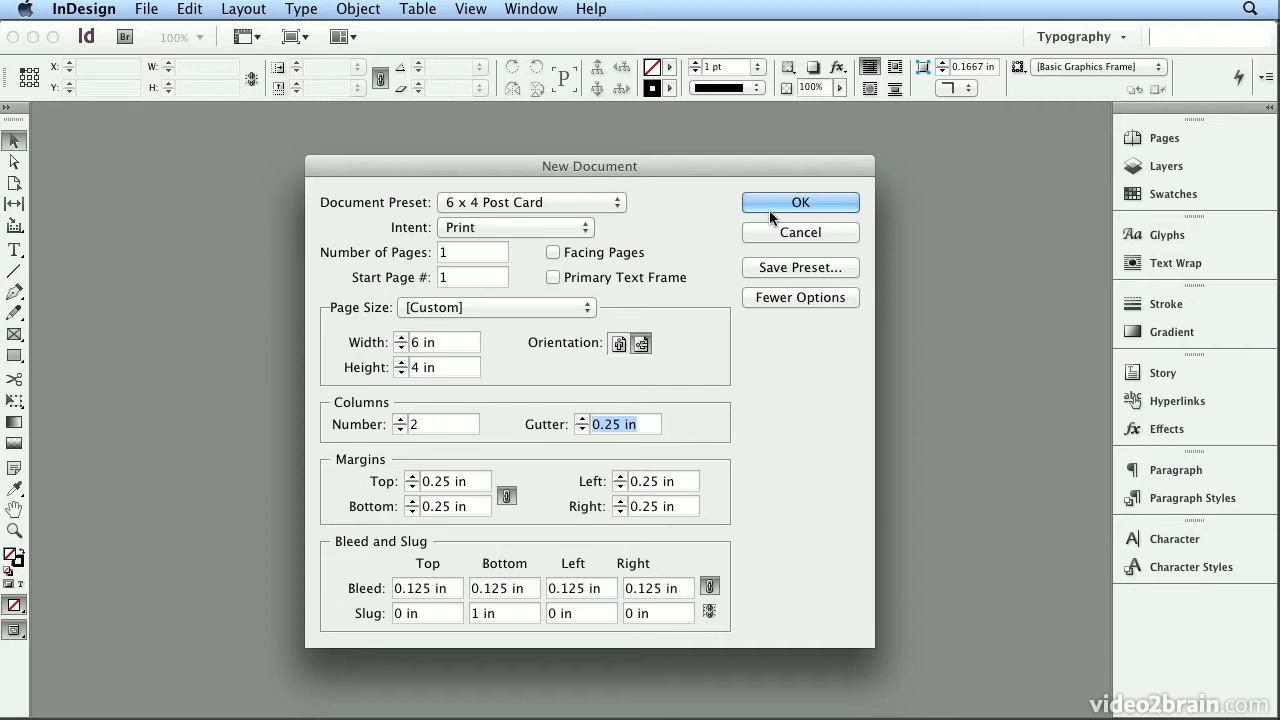 InDesign File Edit Layout Type Object Table View Window Help
Id Br 100% Typography
X: W: 1 pt fx 0.1667 in [Basic Graphics Frame]
Y: H: P 100%
Pages
Layers
Swatches
Glyphs
Text Wrap
Stroke
Gradient
Story
Hyperlinks
Effects
Paragraph
Paragraph Styles
Character
Character Styles
New Document
Document Preset: 6 x 4 Post Card OK
Intent: Print Cancel
Number of Pages: 1 Facing Pages
Start Page #: 1 Primary Text Frame Save Preset...
Fewer Options
Page Size: [Custom]
Width: 6 in Orientation:
Height: 4 in
Columns
Number: 2 Gutter: 0.25 in
Margins
Top: 0.25 in Left: 0.25 in
Bottom: 0.25 in Right: 0.25 in
Bleed and Slug
Top Bottom Left Right
Bleed: 0.125 in 0.125 in 0.125 in 0.125 in
Slug: 0 in 1 in 0 in 0 in
video2brain.com